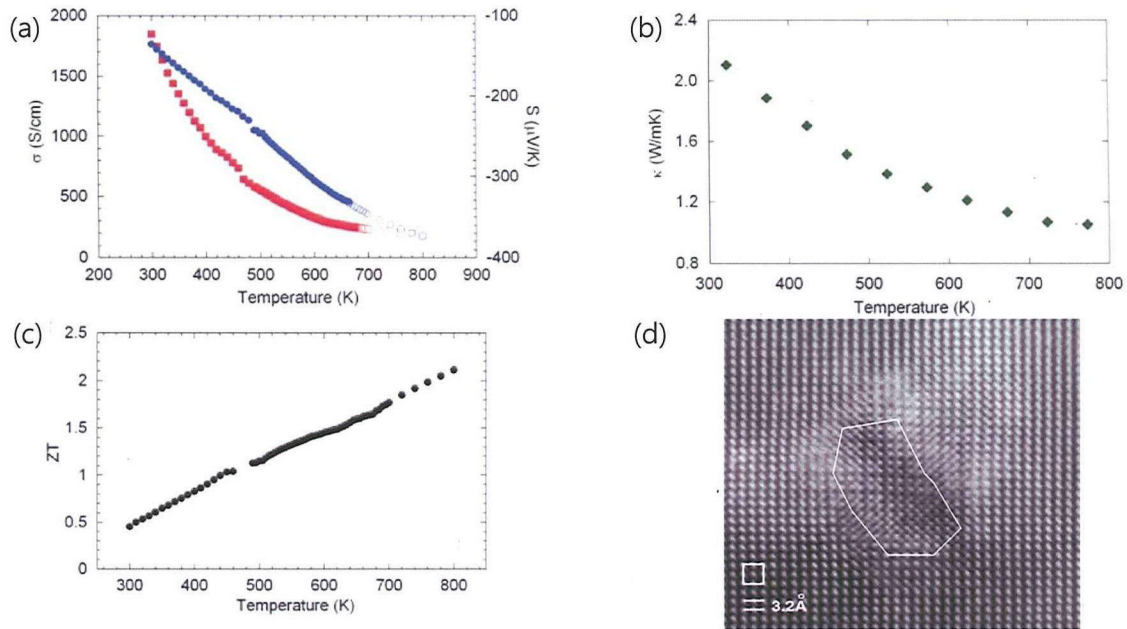 (a)
2000
1500
1000
500
0
σ (S/cm)
-100
-200
-300
-400
S (μV/K)
200 300 400 500 600 700 800 900
Temperature (K)
(b)
2.4
2.0
1.6
1.2
0.8
κ (W/mK)
300 400 500 600 700 800
Temperature (K)
(c)
2.5
2
1.5
1
0.5
0
ZT
300 400 500 600 700 800
Temperature (K)
(d)
3.2Å